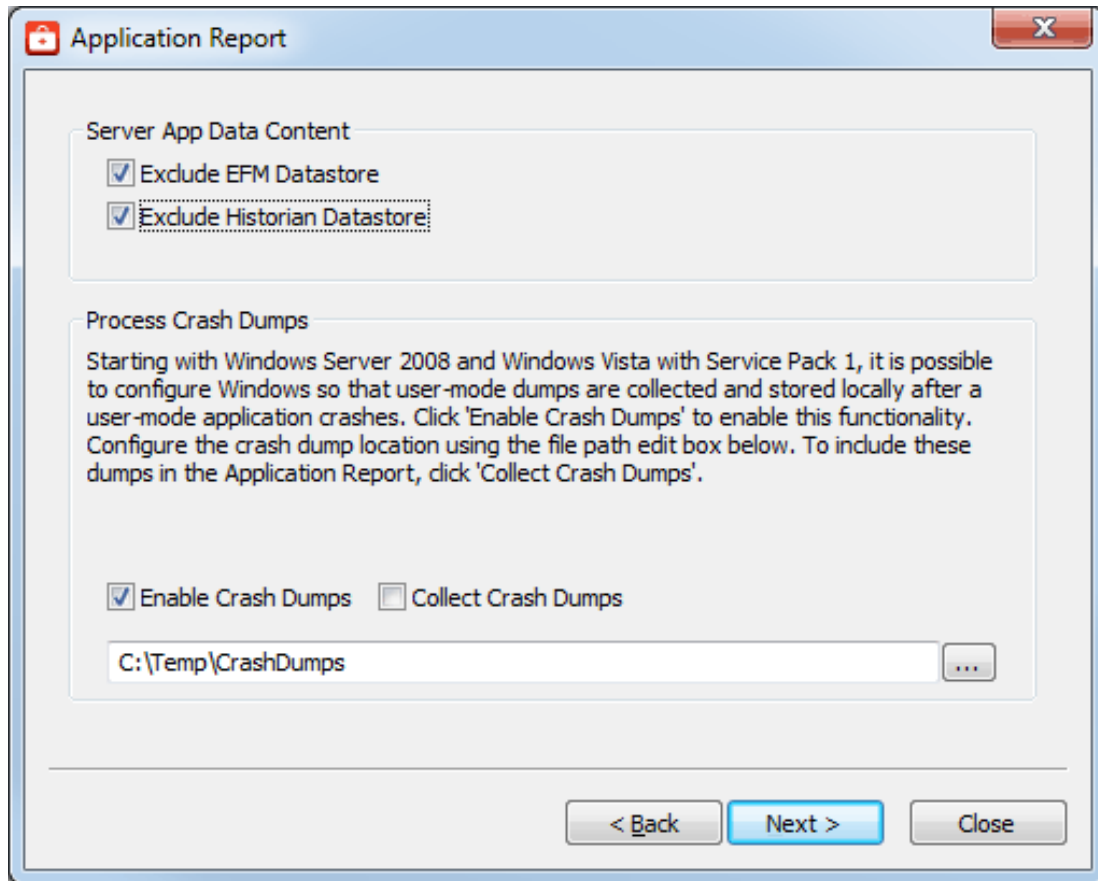 Application Report
Server App Data Content
Exclude EFM Datastore
Exclude Historian Datastore
Process Crash Dumps
Starting with Windows Server 2008 and Windows Vista with Service Pack 1, it is possible
to configure Windows so that user-mode dumps are collected and stored locally after a
user-mode application crashes. Click 'Enable Crash Dumps' to enable this functionality.
Configure the crash dump location using the file path edit box below. To include these
dumps in the Application Report, click 'Collect Crash Dumps'.
Enable Crash Dumps Collect Crash Dumps
C:\Temp\CrashDumps ...
< Back Next > Close